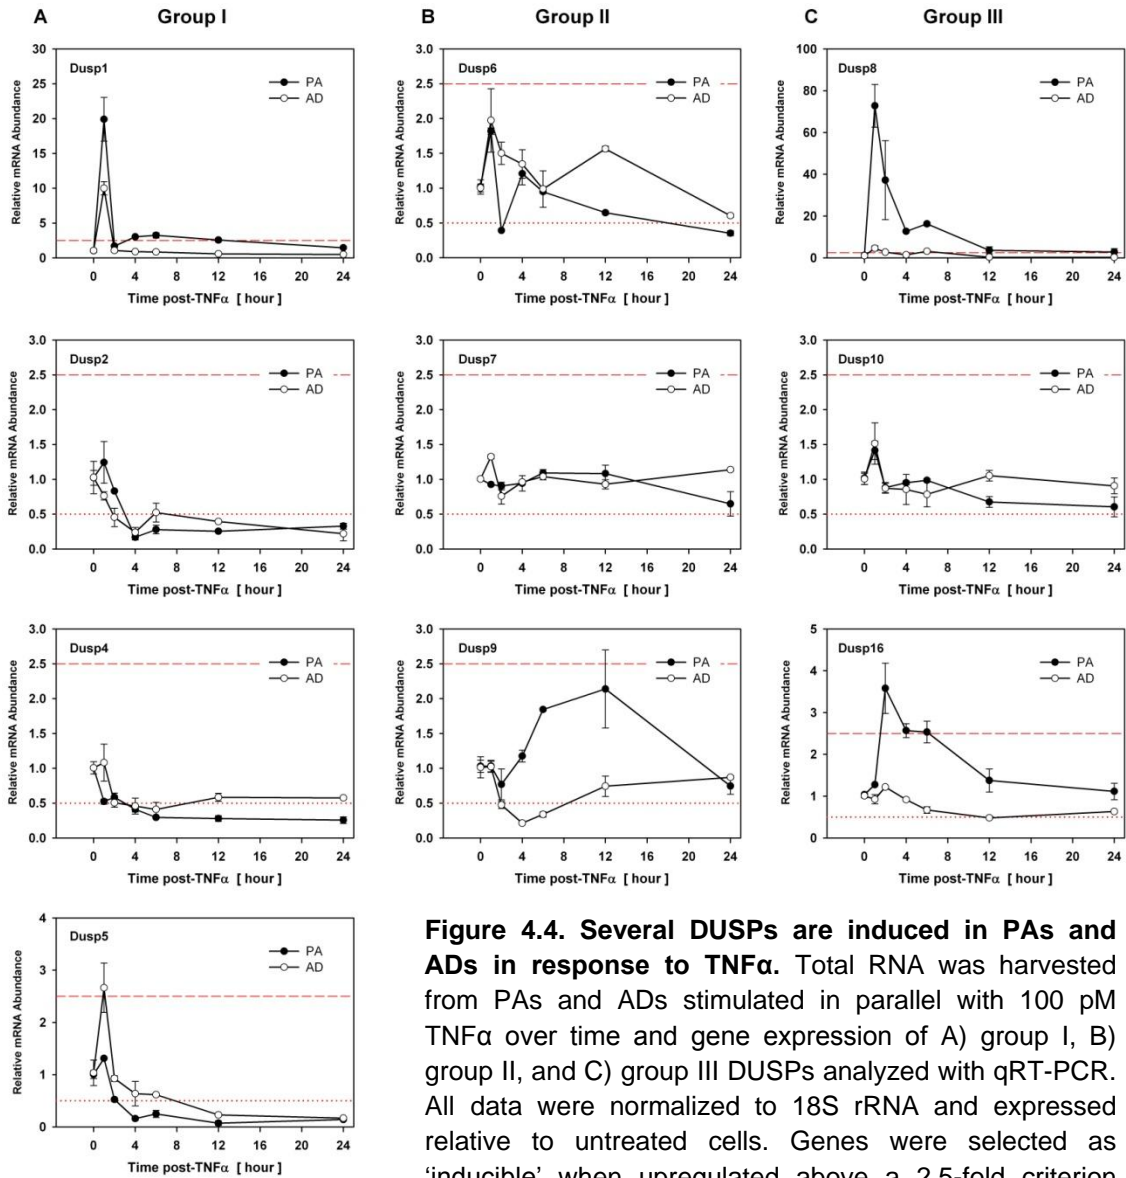 A Group I
30
25
20
15
10
5
0
Relative mRNA Abundance
Dusp1
PA
AD
0 4 8 12 16 20 24
Time post-TNFα [ hour ]
3.0
2.5
2.0
1.5
1.0
0.5
0.0
Relative mRNA Abundance
Dusp2
PA
AD
0 4 8 12 16 20 24
Time post-TNFα [ hour ]
3.0
2.5
2.0
1.5
1.0
0.5
0.0
Relative mRNA Abundance
Dusp4
PA
AD
0 4 8 12 16 20 24
Time post-TNFα [ hour ]
4
3
2
1
0
Relative mRNA Abundance
Dusp5
PA
AD
0 4 8 12 16 20 24
Time post-TNFα [ hour ]
B Group II
3.0
2.5
2.0
1.5
1.0
0.5
0.0
Relative mRNA Abundance
Dusp6
PA
AD
0 4 8 12 16 20 24
Time post-TNFα [ hour ]
3.0
2.5
2.0
1.5
1.0
0.5
0.0
Relative mRNA Abundance
Dusp7
PA
AD
0 4 8 12 16 20 24
Time post-TNFα [ hour ]
3.0
2.5
2.0
1.5
1.0
0.5
0.0
Relative mRNA Abundance
Dusp9
PA
AD
0 4 8 12 16 20 24
Time post-TNFα [ hour ]
C Group III
100
80
60
40
20
0
Relative mRNA Abundance
Dusp8
PA
AD
0 4 8 12 16 20 24
Time post-TNFα [ hour ]
3.0
2.5
2.0
1.5
1.0
0.5
0.0
Relative mRNA Abundance
Dusp10
PA
AD
0 4 8 12 16 20 24
Time post-TNFα [ hour ]
5
4
3
2
1
0
Relative mRNA Abundance
Dusp16
PA
AD
0 4 8 12 16 20 24
Time post-TNFα [ hour ]
Figure 4.4. Several DUSPs are induced in PAs and
ADs in response to TNFα. Total RNA was harvested
from PAs and ADs stimulated in parallel with 100 pM
TNFα over time and gene expression of A) group I, B)
group II, and C) group III DUSPs analyzed with qRT-PCR.
All data were normalized to 18S rRNA and expressed
relative to untreated cells. Genes were selected as
‘inducible’ when upregulated above a 2.5-fold criterion